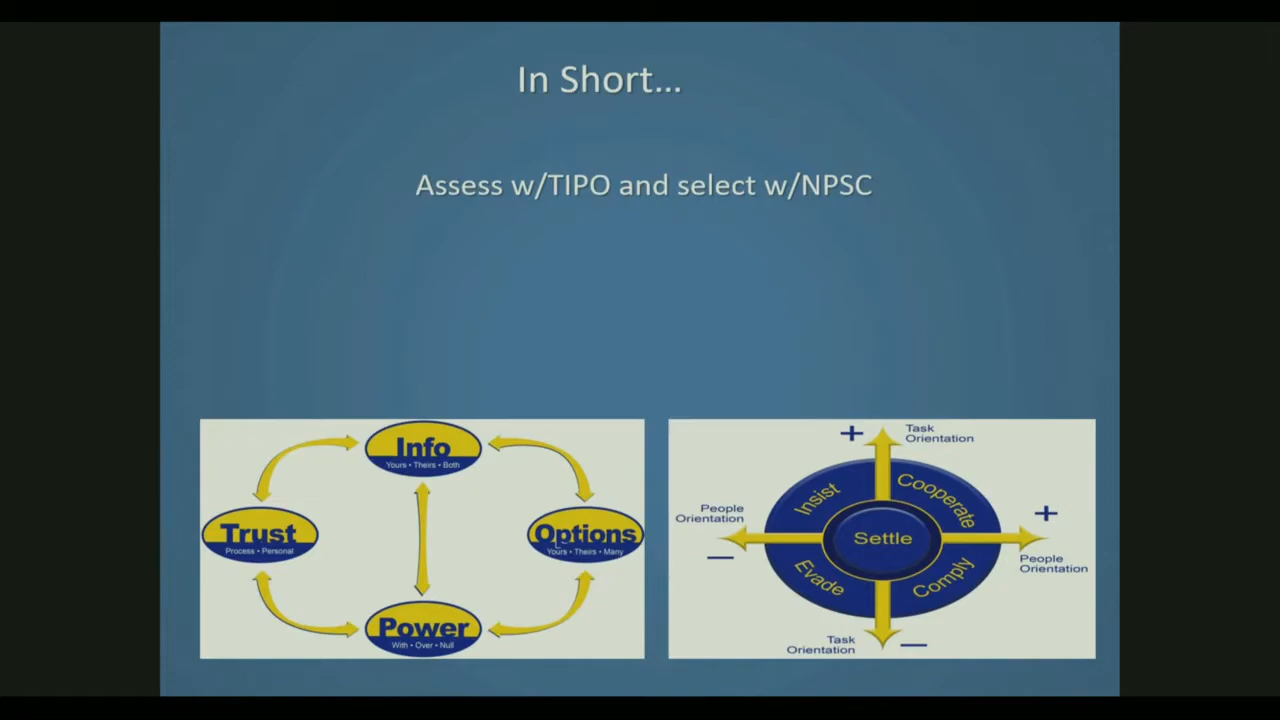 In Short...
Assess w/TIPO and select w/NPSC
Info
Yours • Theirs • Both
Trust
Process • Personal
Options
Yours • Theirs • Many
Power
With • Over • Null
+
Task
Orientation
Insist
Cooperate
People
Orientation
–
Settle
+
People
Orientation
Evade
Comply
Task
Orientation
–